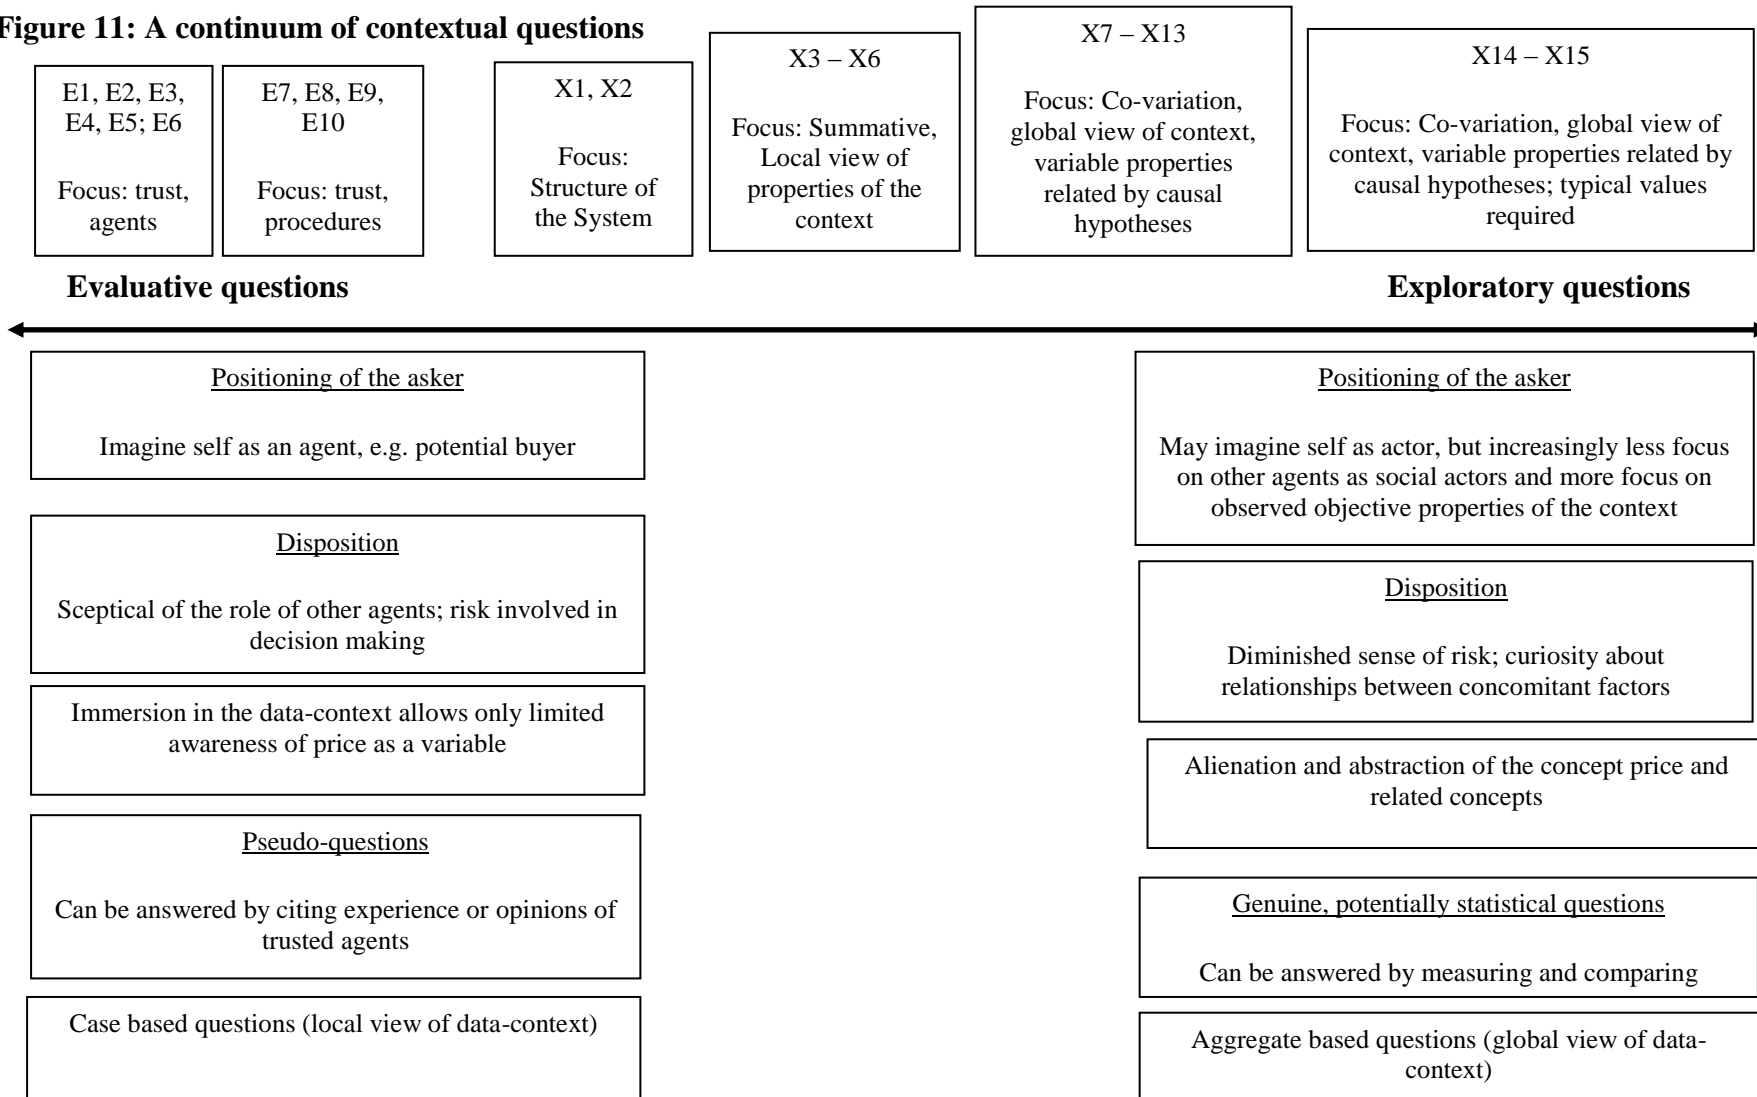 Figure 11: A continuum of contextual questions
E1, E2, E3,
E4, E5; E6
Focus: trust,
agents
E7, E8, E9,
E10
Focus: trust,
procedures
X1, X2
Focus:
Structure of
the System
X3 – X6
Focus: Summative,
Local view of
properties of the
context
X7 – X13
Focus: Co-variation,
global view of context,
variable properties
related by causal
hypotheses
X14 – X15
Focus: Co-variation, global view of
context, variable properties related by
causal hypotheses; typical values
required
Evaluative questions
Exploratory questions
Positioning of the asker
Imagine self as an agent, e.g. potential buyer
Disposition
Sceptical of the role of other agents; risk involved in
decision making
Immersion in the data-context allows only limited
awareness of price as a variable
Pseudo-questions
Can be answered by citing experience or opinions of
trusted agents
Case based questions (local view of data-context)
Positioning of the asker
May imagine self as actor, but increasingly less focus
on other agents as social actors and more focus on
observed objective properties of the context
Disposition
Diminished sense of risk; curiosity about
relationships between concomitant factors
Alienation and abstraction of the concept price and
related concepts
Genuine, potentially statistical questions
Can be answered by measuring and comparing
Aggregate based questions (global view of data-
context)